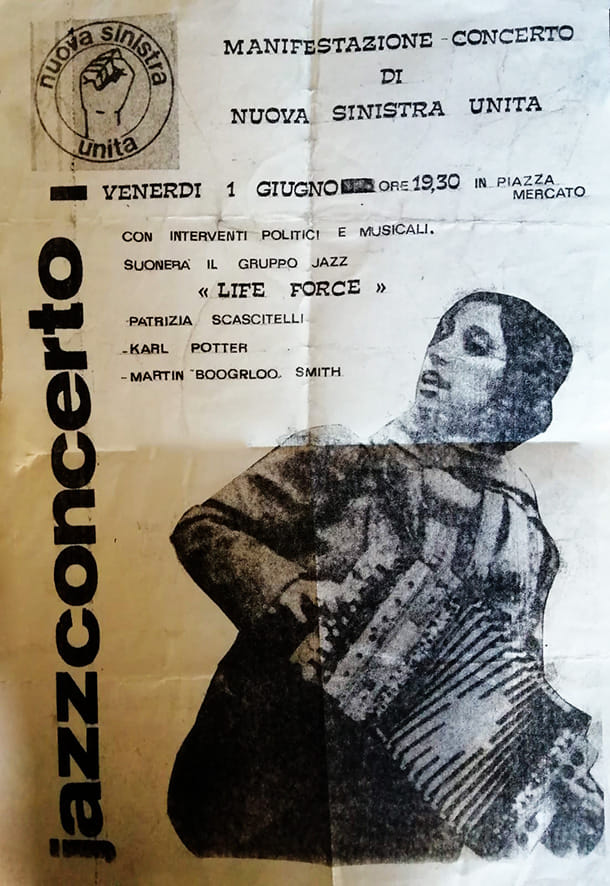 nuova sinistra
unita
MANIFESTAZIONE - CONCERTO
DI
NUOVA SINISTRA UNITA
VENERDI 1 GIUGNO ORE 19,30 IN PIAZZA
MERCATO
CON INTERVENTI POLITICI E MUSICALI.
SUONERA' IL GRUPPO JAZZ
« LIFE FORCE »
-PATRIZIA SCASCITELLI
-KARL POTTER
-MARTIN "BOOGRLOO SMITH
jazzconcerto